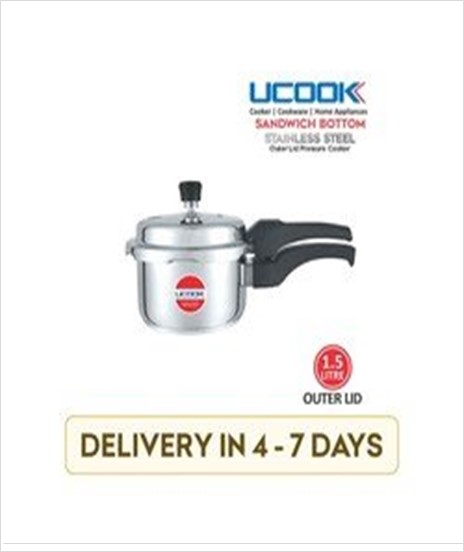 UCOOK
Cooker | Cookware | Home Appliances
SANDWICH BOTTOM
STAINLESS STEEL
Outer Lid Pressure Cooker
UCOOK
1.5
LITRE
OUTER LID
DELIVERY IN 4 - 7 DAYS